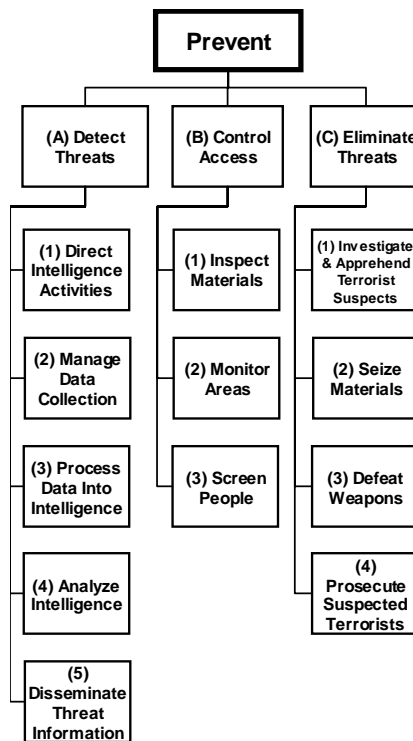 Prevent
(A) Detect
Threats
(B) Control
Access
(C) Eliminate
Threats
(1) Direct
Intelligence
Activities
(2) Manage
Data
Collection
(3) Process
Data Into
Intelligence
(4) Analyze
Intelligence
(5)
Disseminate
Threat
Information
(1) Inspect
Materials
(2) Monitor
Areas
(3) Screen
People
(1) Investigate
& Apprehend
Terrorist
Suspects
(2) Seize
Materials
(3) Defeat
Weapons
(4)
Prosecute
Suspected
Terrorists